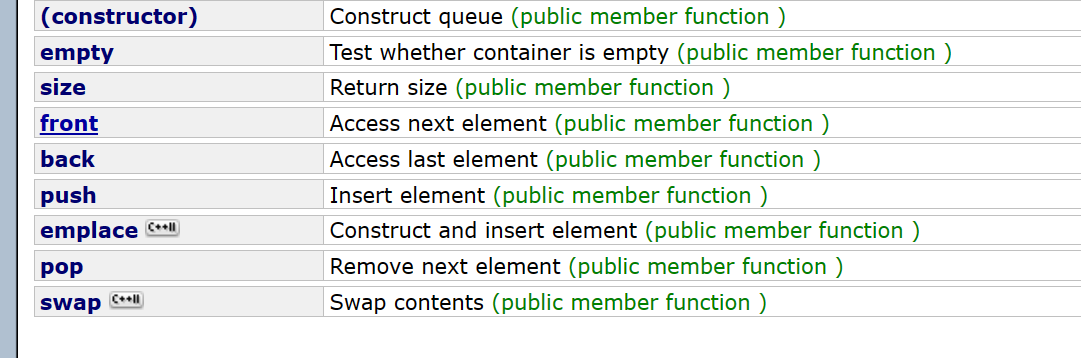 (constructor) Construct queue (public member function )
empty Test whether container is empty (public member function )
size Return size (public member function )
front Access next element (public member function )
back Access last element (public member function )
push Insert element (public member function )
emplace C++11 Construct and insert element (public member function )
pop Remove next element (public member function )
swap C++11 Swap contents (public member function )